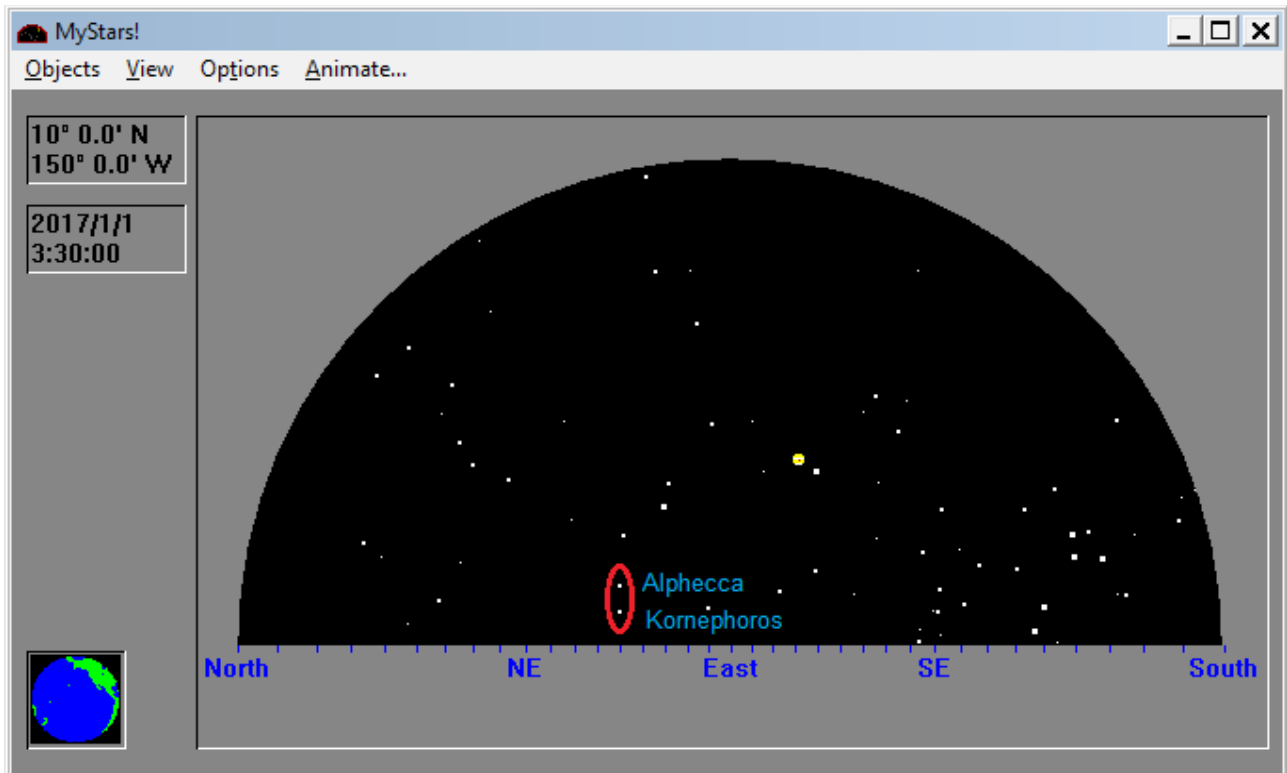 MyStars!
Objects View Options Animate...
10° 0.0' N
150° 0.0' W
2017/1/1
3:30:00
Alphecca
Kornephoros
North NE East SE South